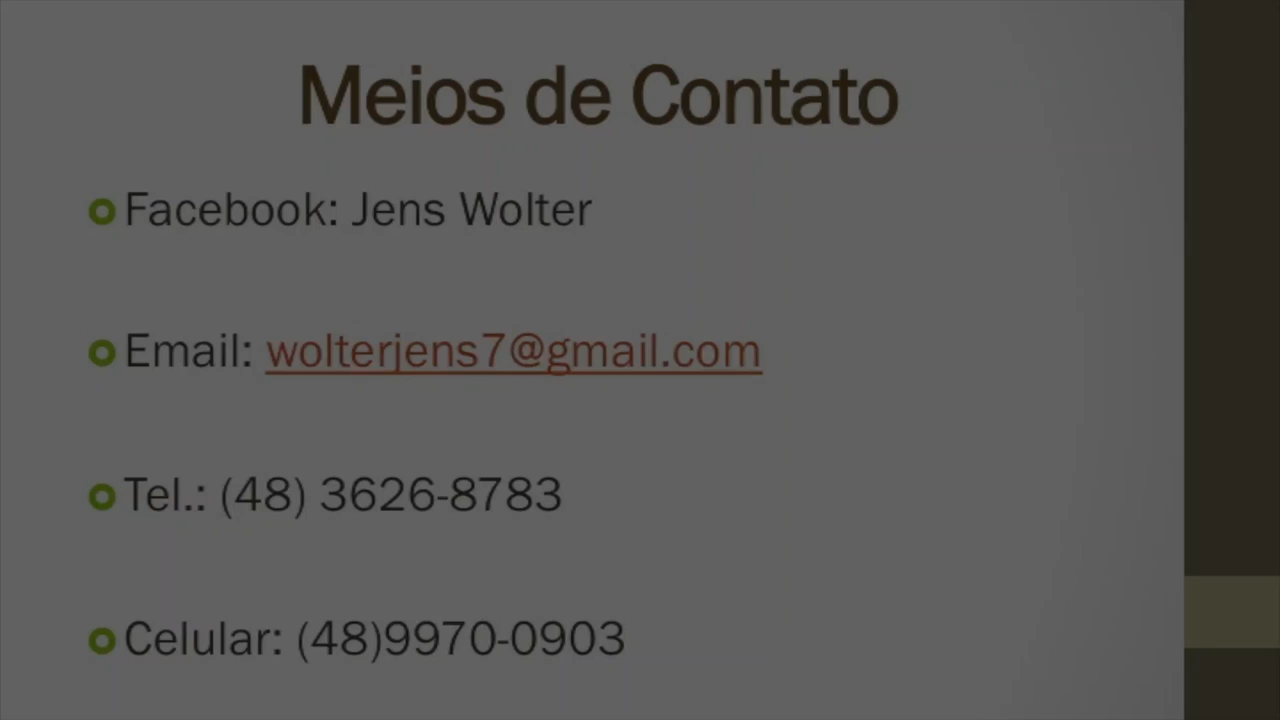 Meios de Contato
Facebook: Jens Wolter
Email: wolterjens7@gmail.com
Tel.: (48) 3626-8783
Celular: (48)9970-0903